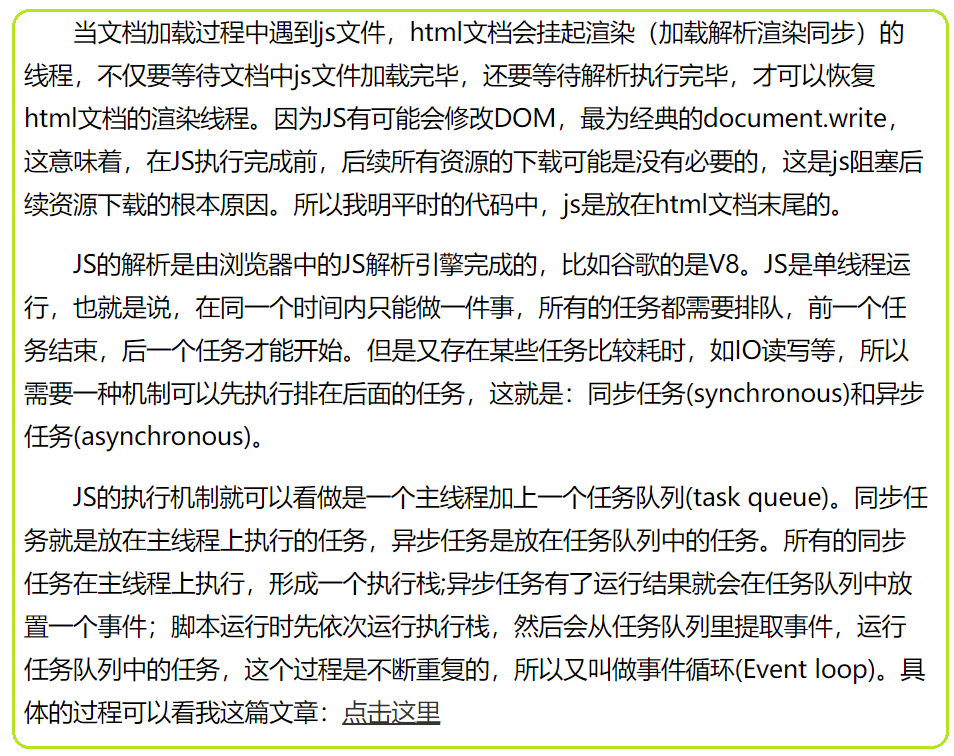 当文档加载过程中遇到js文件，html文档会挂起渲染（加载解析渲染同步）的
线程，不仅要等待文档中js文件加载完毕，还要等待解析执行完毕，才可以恢复
html文档的渲染线程。因为JS有可能会修改DOM，最为经典的document.write，
这意味着，在JS执行完成前，后续所有资源的下载可能是没有必要的，这是js阻塞后
续资源下载的根本原因。所以我明平时的代码中，js是放在html文档末尾的。
JS的解析是由浏览器中的JS解析引擎完成的，比如谷歌的是V8。JS是单线程运
行，也就是说，在同一个时间内只能做一件事，所有的任务都需要排队，前一个任
务结束，后一个任务才能开始。但是又存在某些任务比较耗时，如IO读写等，所以
需要一种机制可以先执行排在后面的任务，这就是：同步任务(synchronous)和异步
任务(asynchronous)。
JS的执行机制就可以看做是一个主线程加上一个任务队列(task queue)。同步任
务就是放在主线程上执行的任务，异步任务是放在任务队列中的任务。所有的同步
任务在主线程上执行，形成一个执行栈;异步任务有了运行结果就会在任务队列中放
置一个事件；脚本运行时先依次运行执行栈，然后会从任务队列里提取事件，运行
任务队列中的任务，这个过程是不断重复的，所以又叫做事件循环(Event loop)。具
体的过程可以看我这篇文章：点击这里